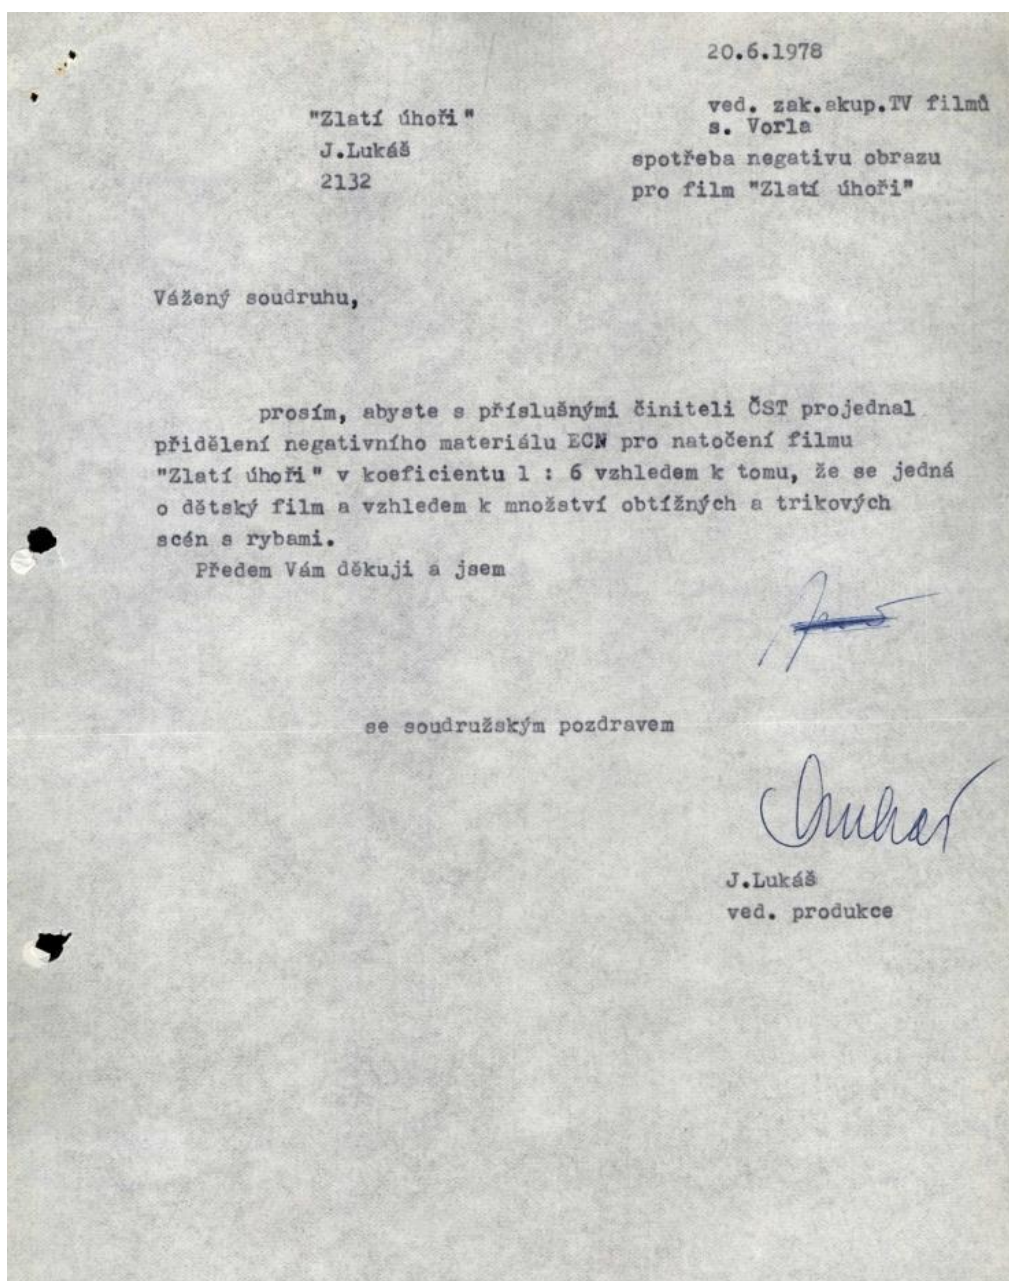 20.6.1978
"Zlatí úhoři"
J.Lukáš
2132
ved. zak.skup.TV filmů
s. Vorla
spotřeba negativu obrazu
pro film "Zlatí úhoři"
Vážený soudruhu,
prosím, abyste s příslušnými činiteli ČST projednal
přidělení negativního materiálu ECN pro natočení filmu
"Zlatí úhoři" v koeficientu 1 : 6 vzhledem k tomu, že se jedná
o dětský film a vzhledem k množství obtížných a trikových
scén s rybami.
Předem Vám děkuji a jsem
se soudružským pozdravem
J.Lukáš
ved. produkce